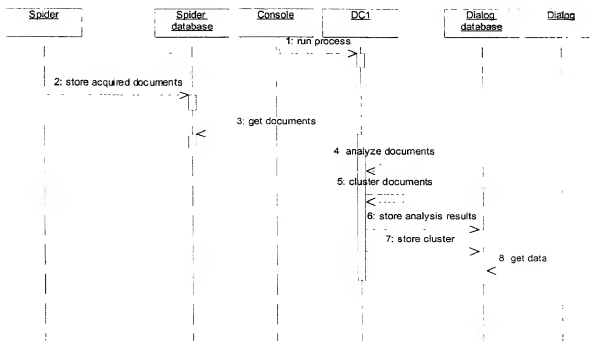 Spider
Spider
database
Console
DC1
Dialog
database
Dialog
1: run process
2: store acquired documents
3: get documents
4 analyze documents
5: cluster documents
6: store analysis results
7: store cluster
8 get data